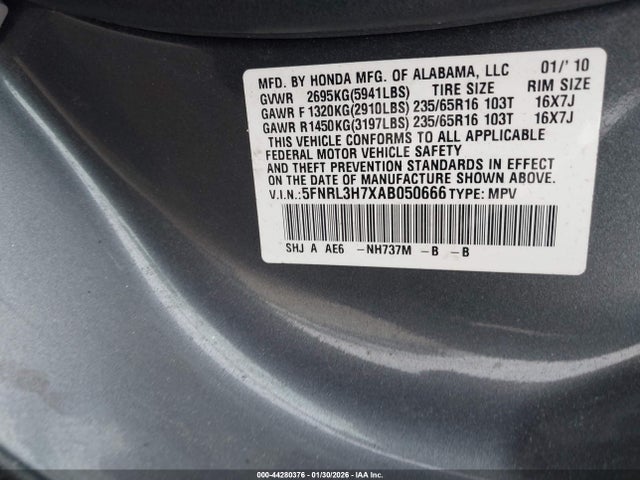 MFD. BY HONDA MFG. OF ALABAMA, LLC 01/' 10
GVWR 2695KG(5941LBS) TIRE SIZE RIM SIZE
GAWR F 1320KG(2910LBS) 235/65R16 103T 16X7J
GAWR R1450KG(3197LBS) 235/65R16 103T 16X7J
THIS VEHICLE CONFORMS TO ALL APPLICABLE
FEDERAL MOTOR VEHICLE SAFETY
AND THEFT PREVENTION STANDARDS IN EFFECT
ON THE DATE OF MANUFACTURE SHOWN ABOVE.
V.I.N.:5FNRL3H7XAB050666 TYPE: MPV
SHJ A AE6 -NH737M -B -B
000-44280376 - 01/30/2026 - IAA Inc.